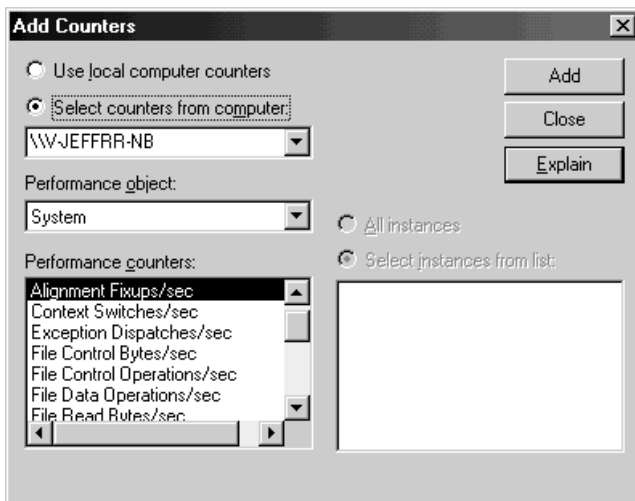 Add Counters
Use local computer counters
Select counters from computer:
\\V-JEFFRR-NB
Performance object:
System
Performance counters:
Alignment Fixups/sec
Context Switches/sec
Exception Dispatches/sec
File Control Bytes/sec
File Control Operations/sec
File Data Operations/sec
File Read Bytes/sec
Add
Close
Explain
All instances
Select instances from list: